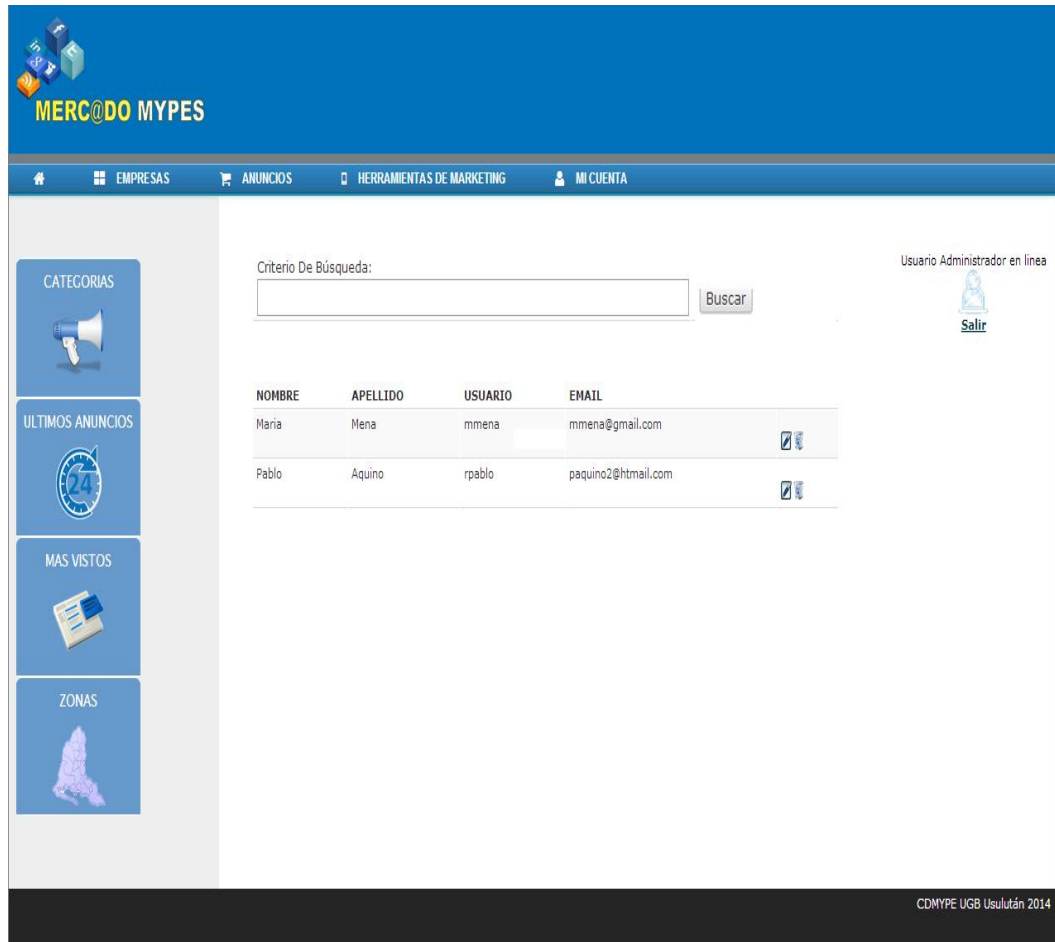 MERC@DO MYPES
EMPRESAS ANUNCIOS HERRAMIENTAS DE MARKETING MI CUENTA
CATEGORIAS
ULTIMOS ANUNCIOS
24
MAS VISTOS
ZONAS
Criterio De Búsqueda:
Buscar
Usuario Administrador en linea
Salir
NOMBRE APELLIDO USUARIO EMAIL
Maria Mena mmena mmena@gmail.com
Pablo Aquino rpablo paquino2@htmail.com
CDMYPE UGB Usulután 2014